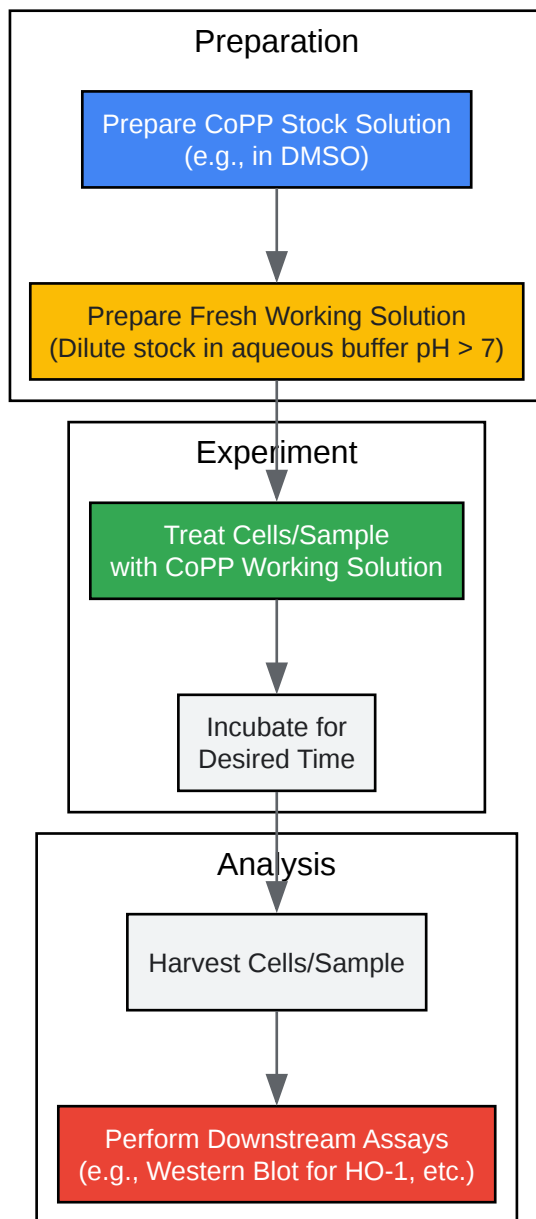 Preparation
Prepare CoPP Stock Solution
(e.g., in DMSO)
Prepare Fresh Working Solution
(Dilute stock in aqueous buffer pH > 7)
Experiment
Treat Cells/Sample
with CoPP Working Solution
Incubate for
Desired Time
Analysis
Harvest Cells/Sample
Perform Downstream Assays
(e.g., Western Blot for HO-1, etc.)